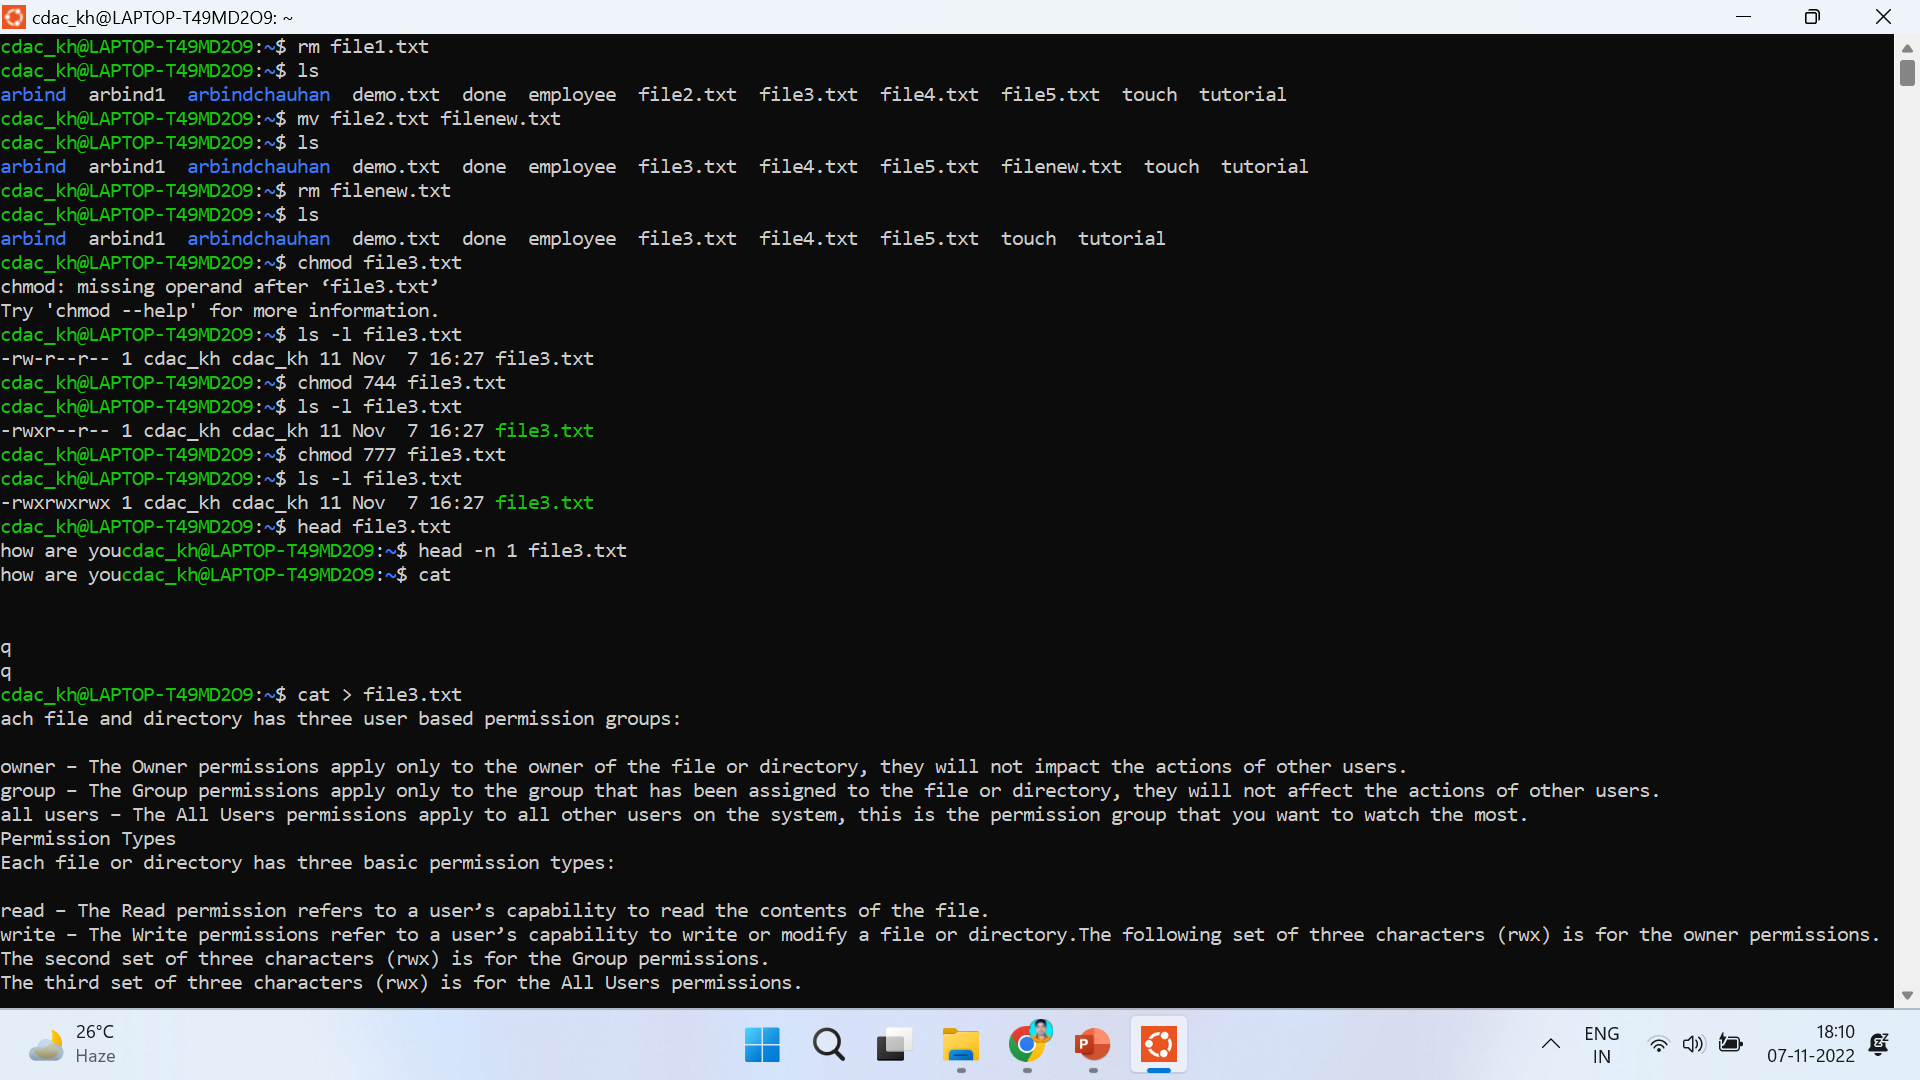 cdac_kh@LAPTOP-T49MD2O9: ~
cdac_kh@LAPTOP-T49MD2O9:~$ rm file1.txt
cdac_kh@LAPTOP-T49MD2O9:~$ ls
arbind  arbind1  arbindchauhan  demo.txt  done  employee  file2.txt  file3.txt  file4.txt  file5.txt  touch  tutorial
cdac_kh@LAPTOP-T49MD2O9:~$ mv file2.txt filenew.txt
cdac_kh@LAPTOP-T49MD2O9:~$ ls
arbind  arbind1  arbindchauhan  demo.txt  done  employee  file3.txt  file4.txt  file5.txt  filenew.txt  touch  tutorial
cdac_kh@LAPTOP-T49MD2O9:~$ rm filenew.txt
cdac_kh@LAPTOP-T49MD2O9:~$ ls
arbind  arbind1  arbindchauhan  demo.txt  done  employee  file3.txt  file4.txt  file5.txt  touch  tutorial
cdac_kh@LAPTOP-T49MD2O9:~$ chmod file3.txt
chmod: missing operand after ‘file3.txt’
Try 'chmod --help' for more information.
cdac_kh@LAPTOP-T49MD2O9:~$ ls -l file3.txt
-rw-r--r-- 1 cdac_kh cdac_kh 11 Nov  7 16:27 file3.txt
cdac_kh@LAPTOP-T49MD2O9:~$ chmod 744 file3.txt
cdac_kh@LAPTOP-T49MD2O9:~$ ls -l file3.txt
-rwxr--r-- 1 cdac_kh cdac_kh 11 Nov  7 16:27 file3.txt
cdac_kh@LAPTOP-T49MD2O9:~$ chmod 777 file3.txt
cdac_kh@LAPTOP-T49MD2O9:~$ ls -l file3.txt
-rwxrwxrwx 1 cdac_kh cdac_kh 11 Nov  7 16:27 file3.txt
cdac_kh@LAPTOP-T49MD2O9:~$ head file3.txt
how are youcdac_kh@LAPTOP-T49MD2O9:~$ head -n 1 file3.txt
how are youcdac_kh@LAPTOP-T49MD2O9:~$ cat
q
q
cdac_kh@LAPTOP-T49MD2O9:~$ cat > file3.txt
ach file and directory has three user based permission groups:
owner – The Owner permissions apply only to the owner of the file or directory, they will not impact the actions of other users.
group – The Group permissions apply only to the group that has been assigned to the file or directory, they will not affect the actions of other users.
all users – The All Users permissions apply to all other users on the system, this is the permission group that you want to watch the most.
Permission Types
Each file or directory has three basic permission types:
read – The Read permission refers to a user’s capability to read the contents of the file.
write – The Write permissions refer to a user’s capability to write or modify a file or directory.The following set of three characters (rwx) is for the owner permissions.
The second set of three characters (rwx) is for the Group permissions.
The third set of three characters (rwx) is for the All Users permissions.
26°C
Haze
P
ENG
IN
18:10
07-11-2022